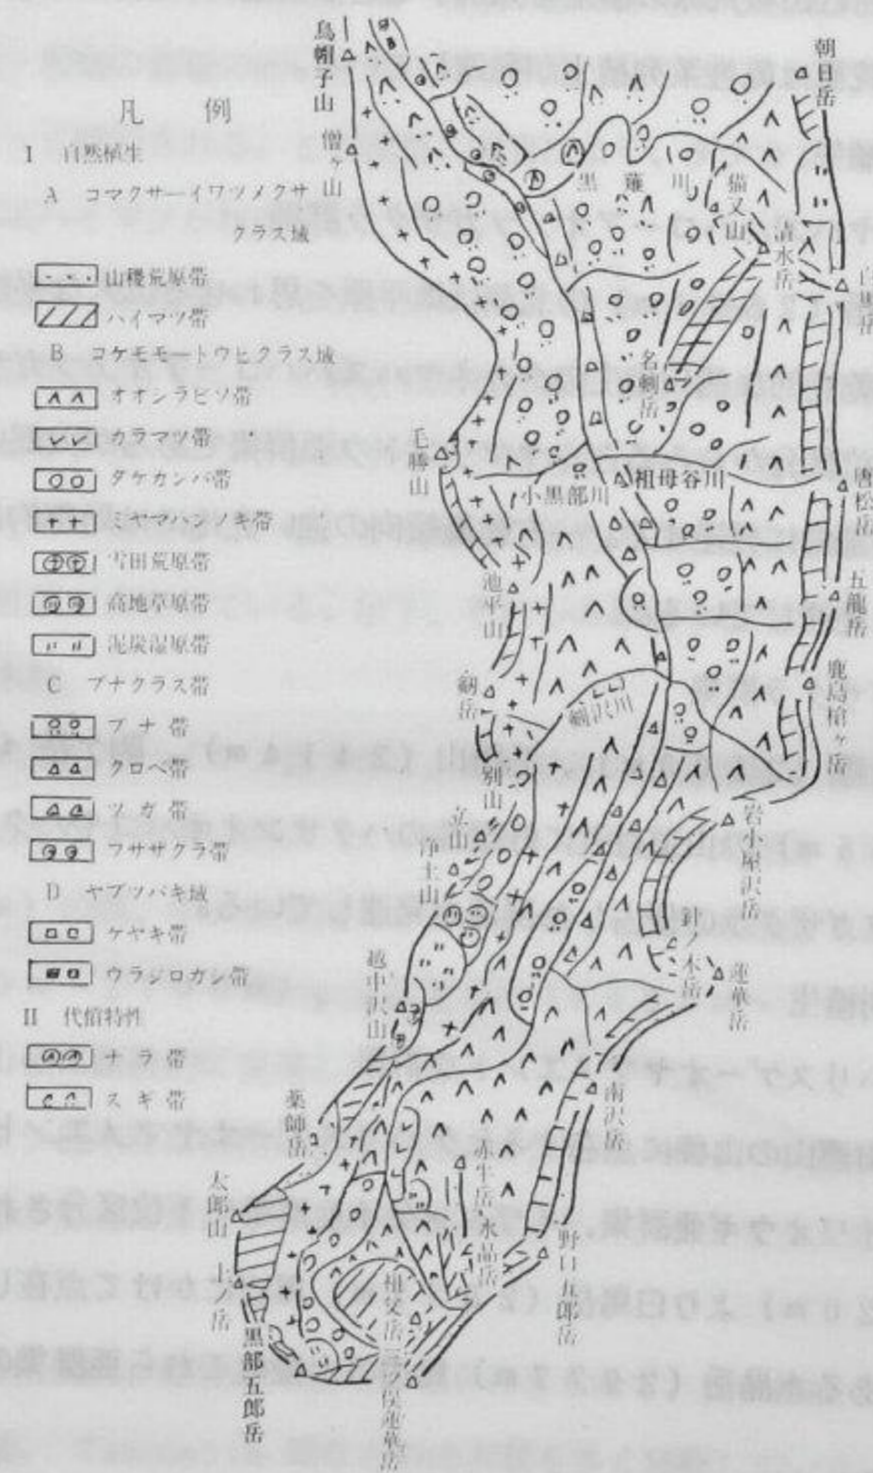 凡 例
I 自然植生
A コマクサーイワツメクサ
クラス域
山礫荒原帯
ハイマツ帯
B コケモモートウヒクラス域
オオシラビソ帯
カラマツ帯
ダケカンバ帯
ミヤマハンノキ帯
雪田荒原帯
高地草原帯
泥炭湿原帯
C ブナクラス帯
ブナ帯
クロベ帯
ツガ帯
フサザクラ帯
D ヤブツバキ域
ケヤキ帯
ウラジロガシ帯
II 代償特性
ナラ帯
スギ帯
烏帽子山
僧ヶ山
朝日岳
黒薙川
猫又山
清水岳
白馬岳
名剣岳
毛勝山
小黒部川
祖母谷川
唐松岳
池平山
五龍岳
剱岳
剱沢川
鹿島槍ヶ岳
別山
立山
浄土山
岩小屋沢岳
針ノ木岳
蓮華岳
越中沢山
南沢岳
薬師岳
赤牛岳
太郎山
水晶岳
野口五郎岳
上ノ岳
祖父岳
黒部五郎岳
三俣蓮華岳